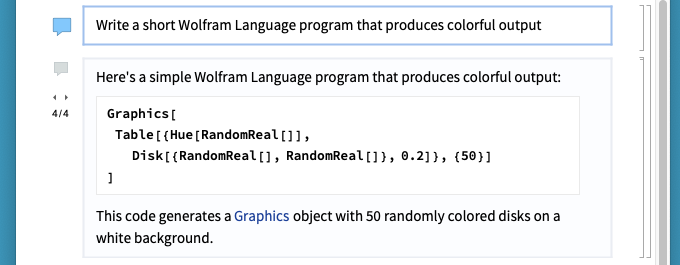 Write a short Wolfram Language program that produces colorful output
Here's a simple Wolfram Language program that produces colorful output:
4/4
Graphics[
Table[{Hue[RandomReal[]],
Disk[{RandomReal[], RandomReal[]}, 0.2]}, {50}]
]
This code generates a Graphics object with 50 randomly colored disks on a
white background.